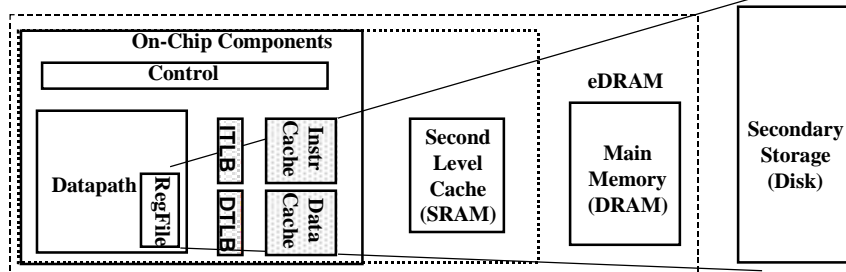 On-Chip Components
Control
Datapath
RegFile
ITLB
DTLB
Instr
Cache
Data
Cache
Second
Level
Cache
(SRAM)
eDRAM
Main
Memory
(DRAM)
Secondary
Storage
(Disk)